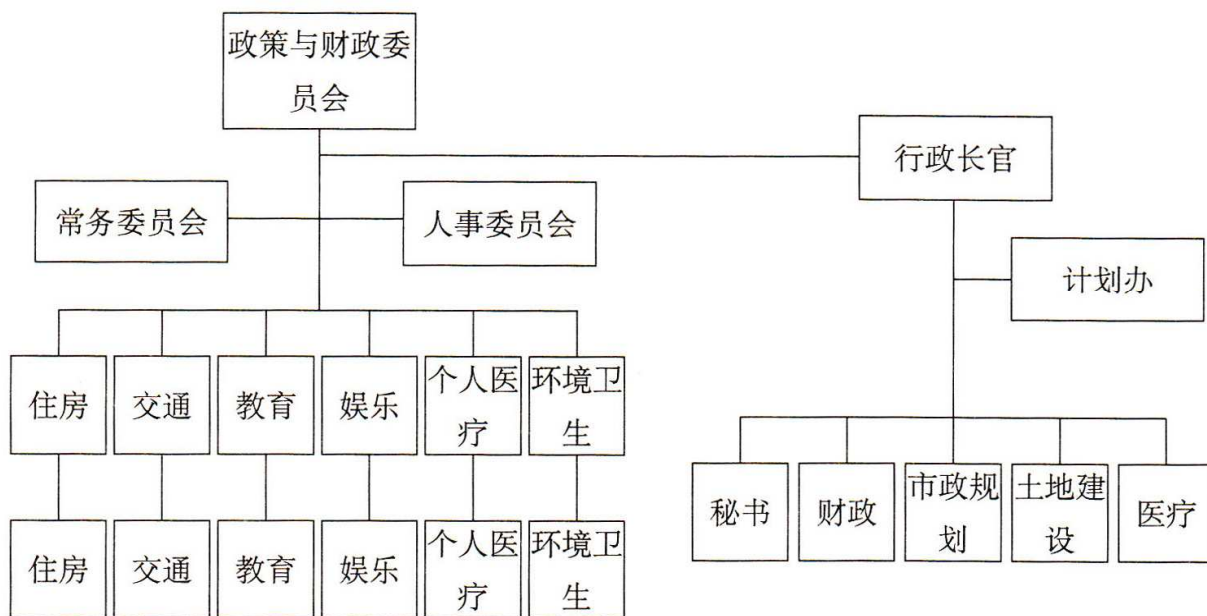 政策与财政委
员会
行政长官
常务委员会
人事委员会
计划办
住房
交通
教育
娱乐
个人医
疗
环境卫
生
秘书
财政
市政规
划
土地建
设
医疗
住房
交通
教育
娱乐
个人医
疗
环境卫
生